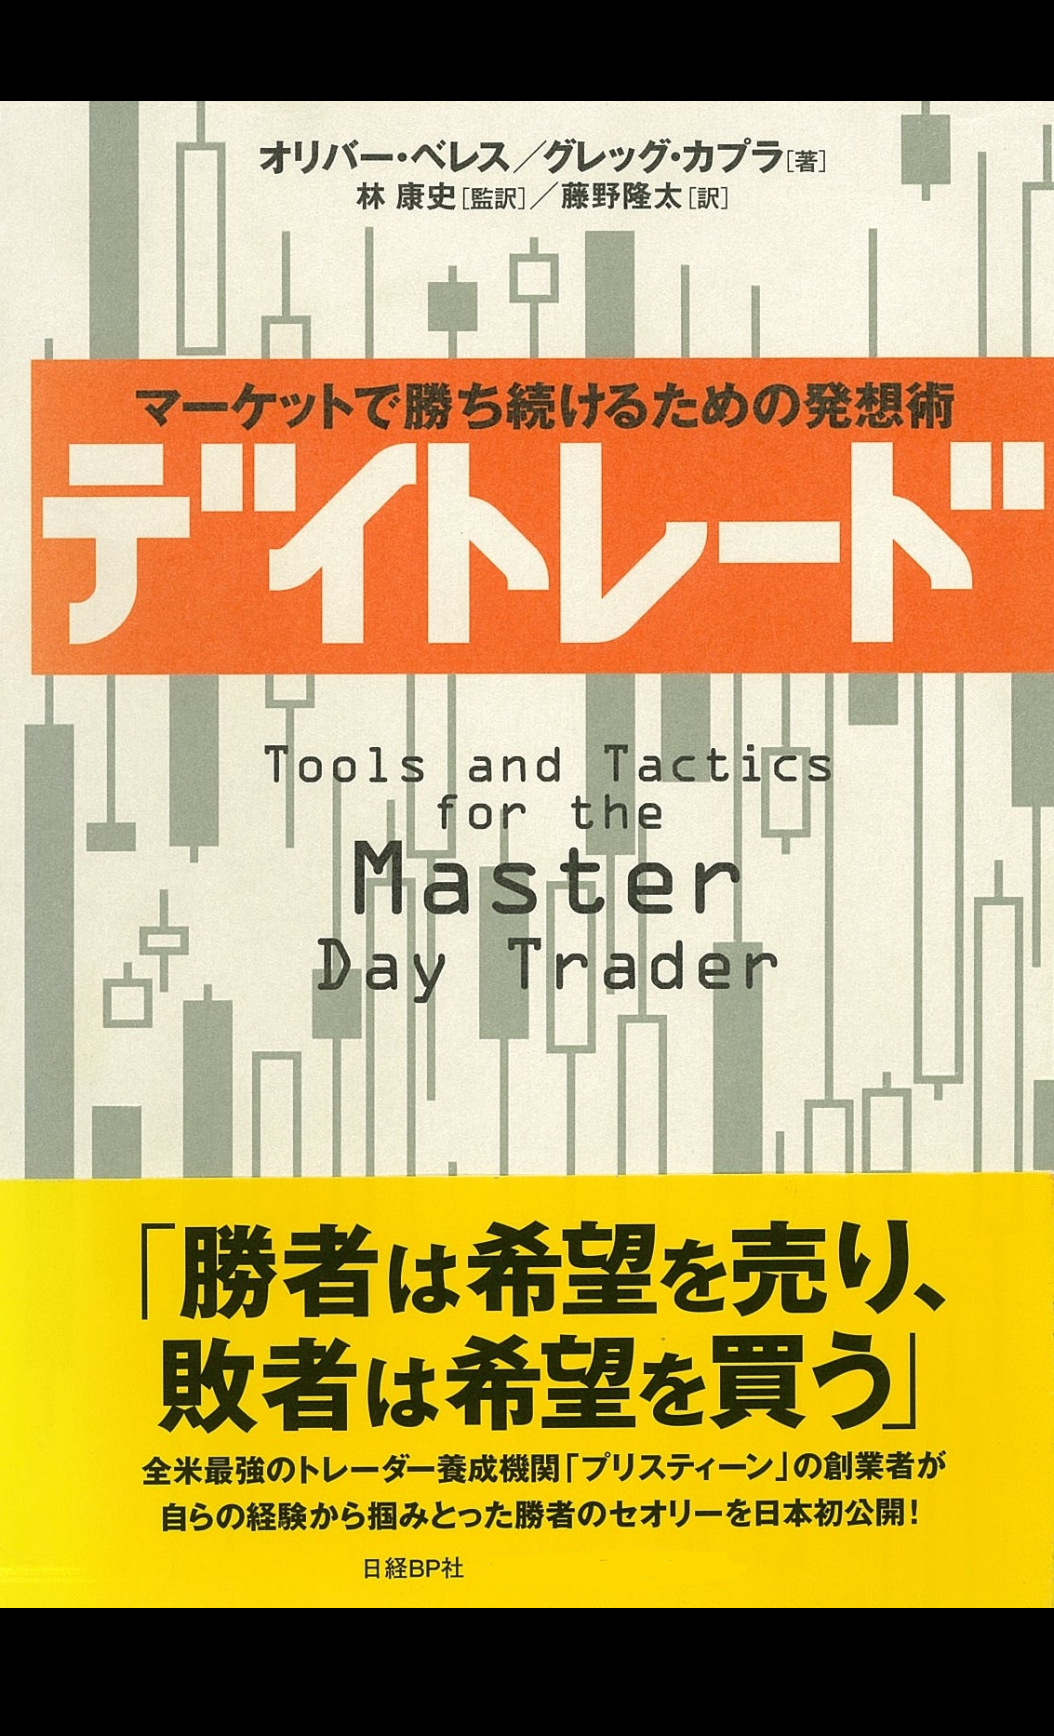 オリバー・ベレス／グレッグ・カプラ[著]
林 康史[監訳]／藤野隆太[訳]
マーケットで勝ち続けるための発想術
デイトレード
Tools and Tactics
for the
Master
Day Trader
「勝者は希望を売り、
敗者は希望を買う」
全米最強のトレーダー養成機関「プリスティーン」の創業者が
自らの経験から掴みとった勝者のセオリーを日本初公開！
日経BP社